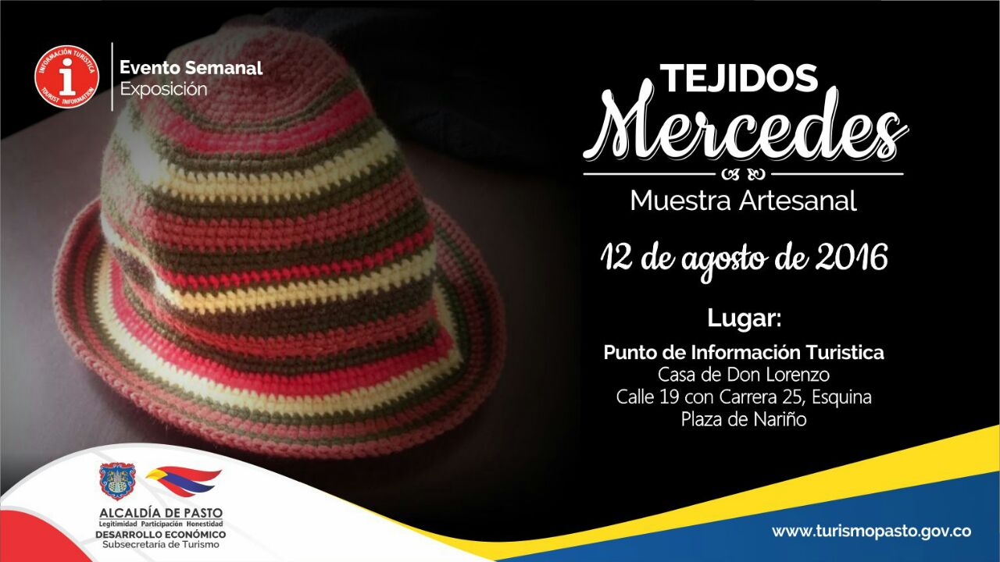 INFORMACIÓN TURÍSTICA
i
TOURIST INFORMATION
Evento Semanal
Exposición
TEJIDOS
Mercedes
Muestra Artesanal
12 de agosto de 2016
Lugar:
Punto de Información Turistica
Casa de Don Lorenzo
Calle 19 con Carrera 25, Esquina
Plaza de Nariño
ALCALDÍA DE PASTO
Legitimidad Participación Honestidad
DESARROLLO ECONÓMICO
Subsecretaria de Turismo
www.turismopasto.gov.co